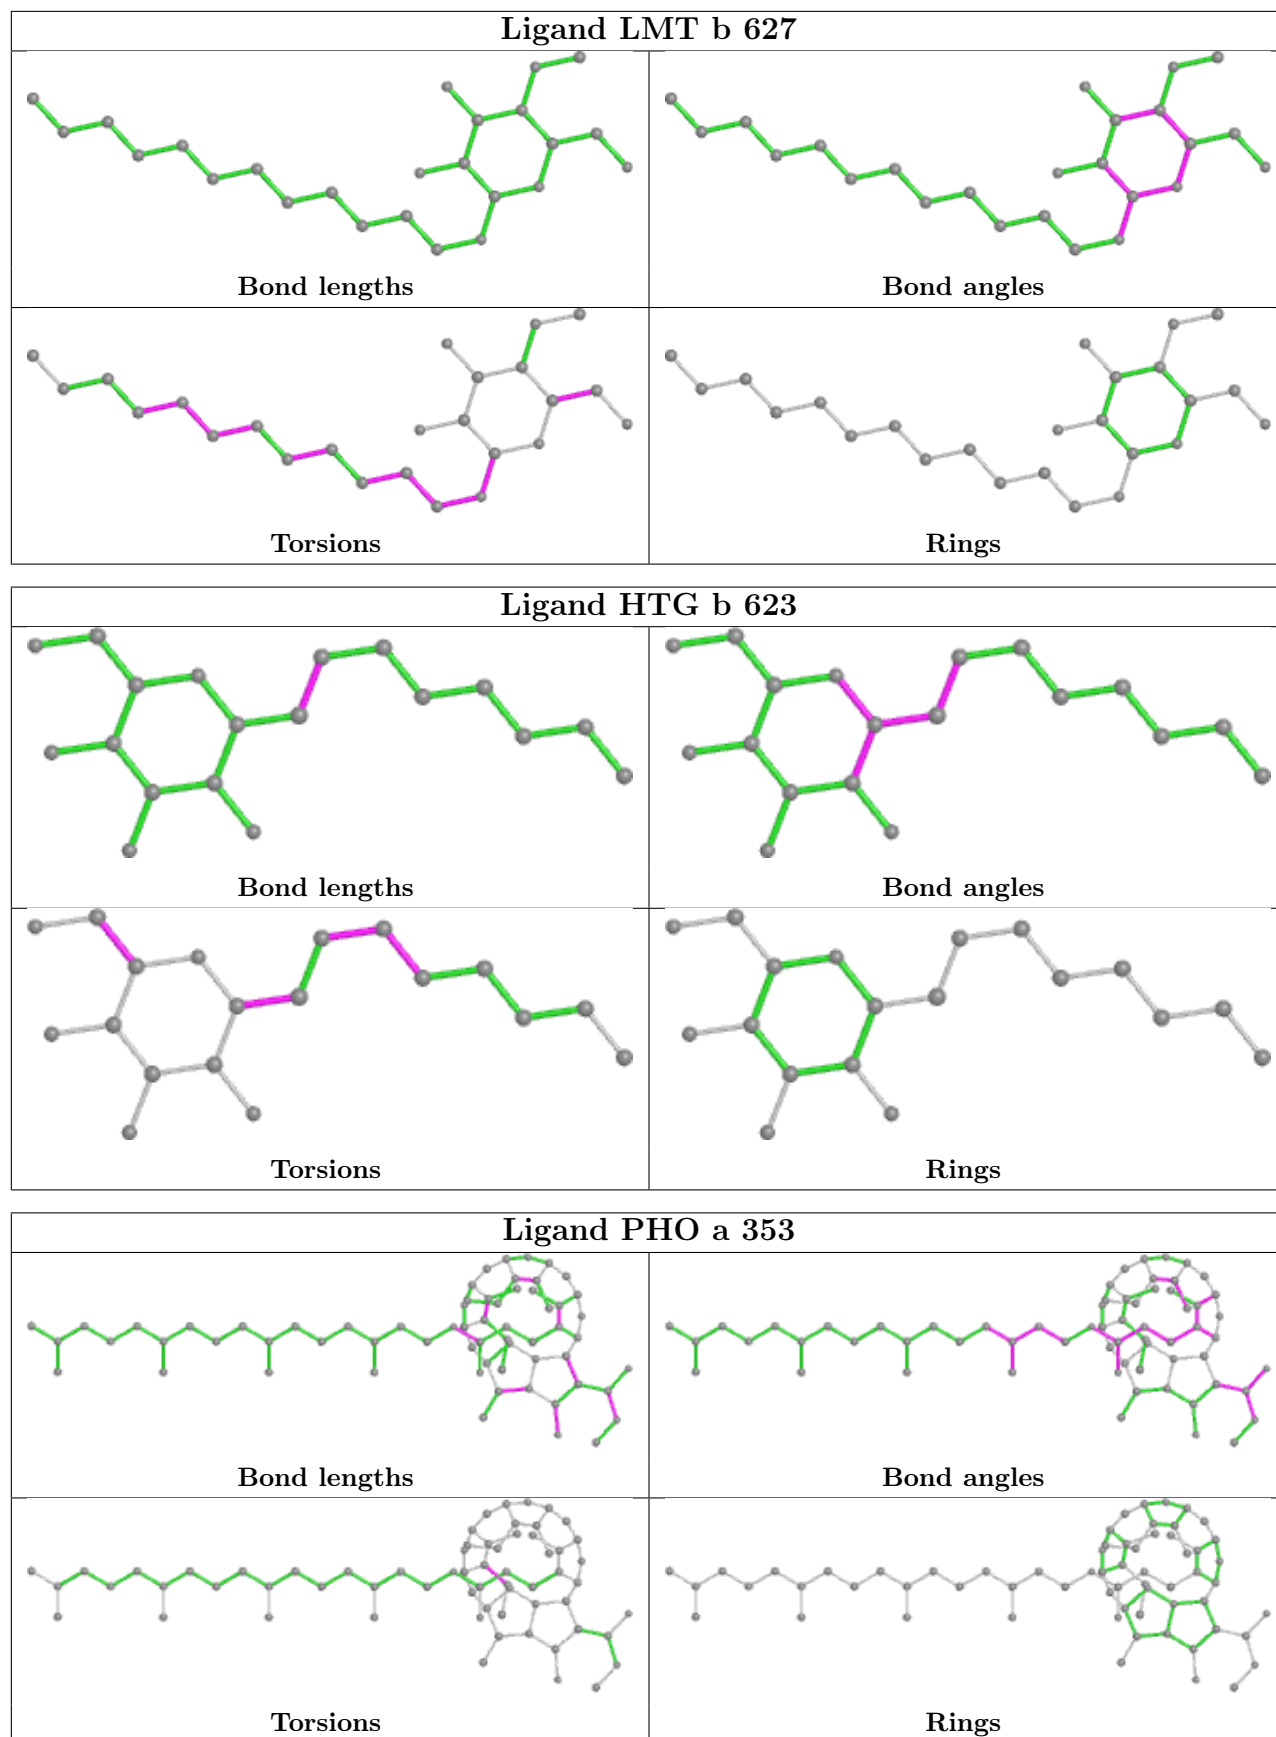 Ligand LMT b 627
Bond lengths
Bond angles
Torsions
Rings
Ligand HTG b 623
Bond lengths
Bond angles
Torsions
Rings
Ligand PHO a 353
Bond lengths
Bond angles
Torsions
Rings